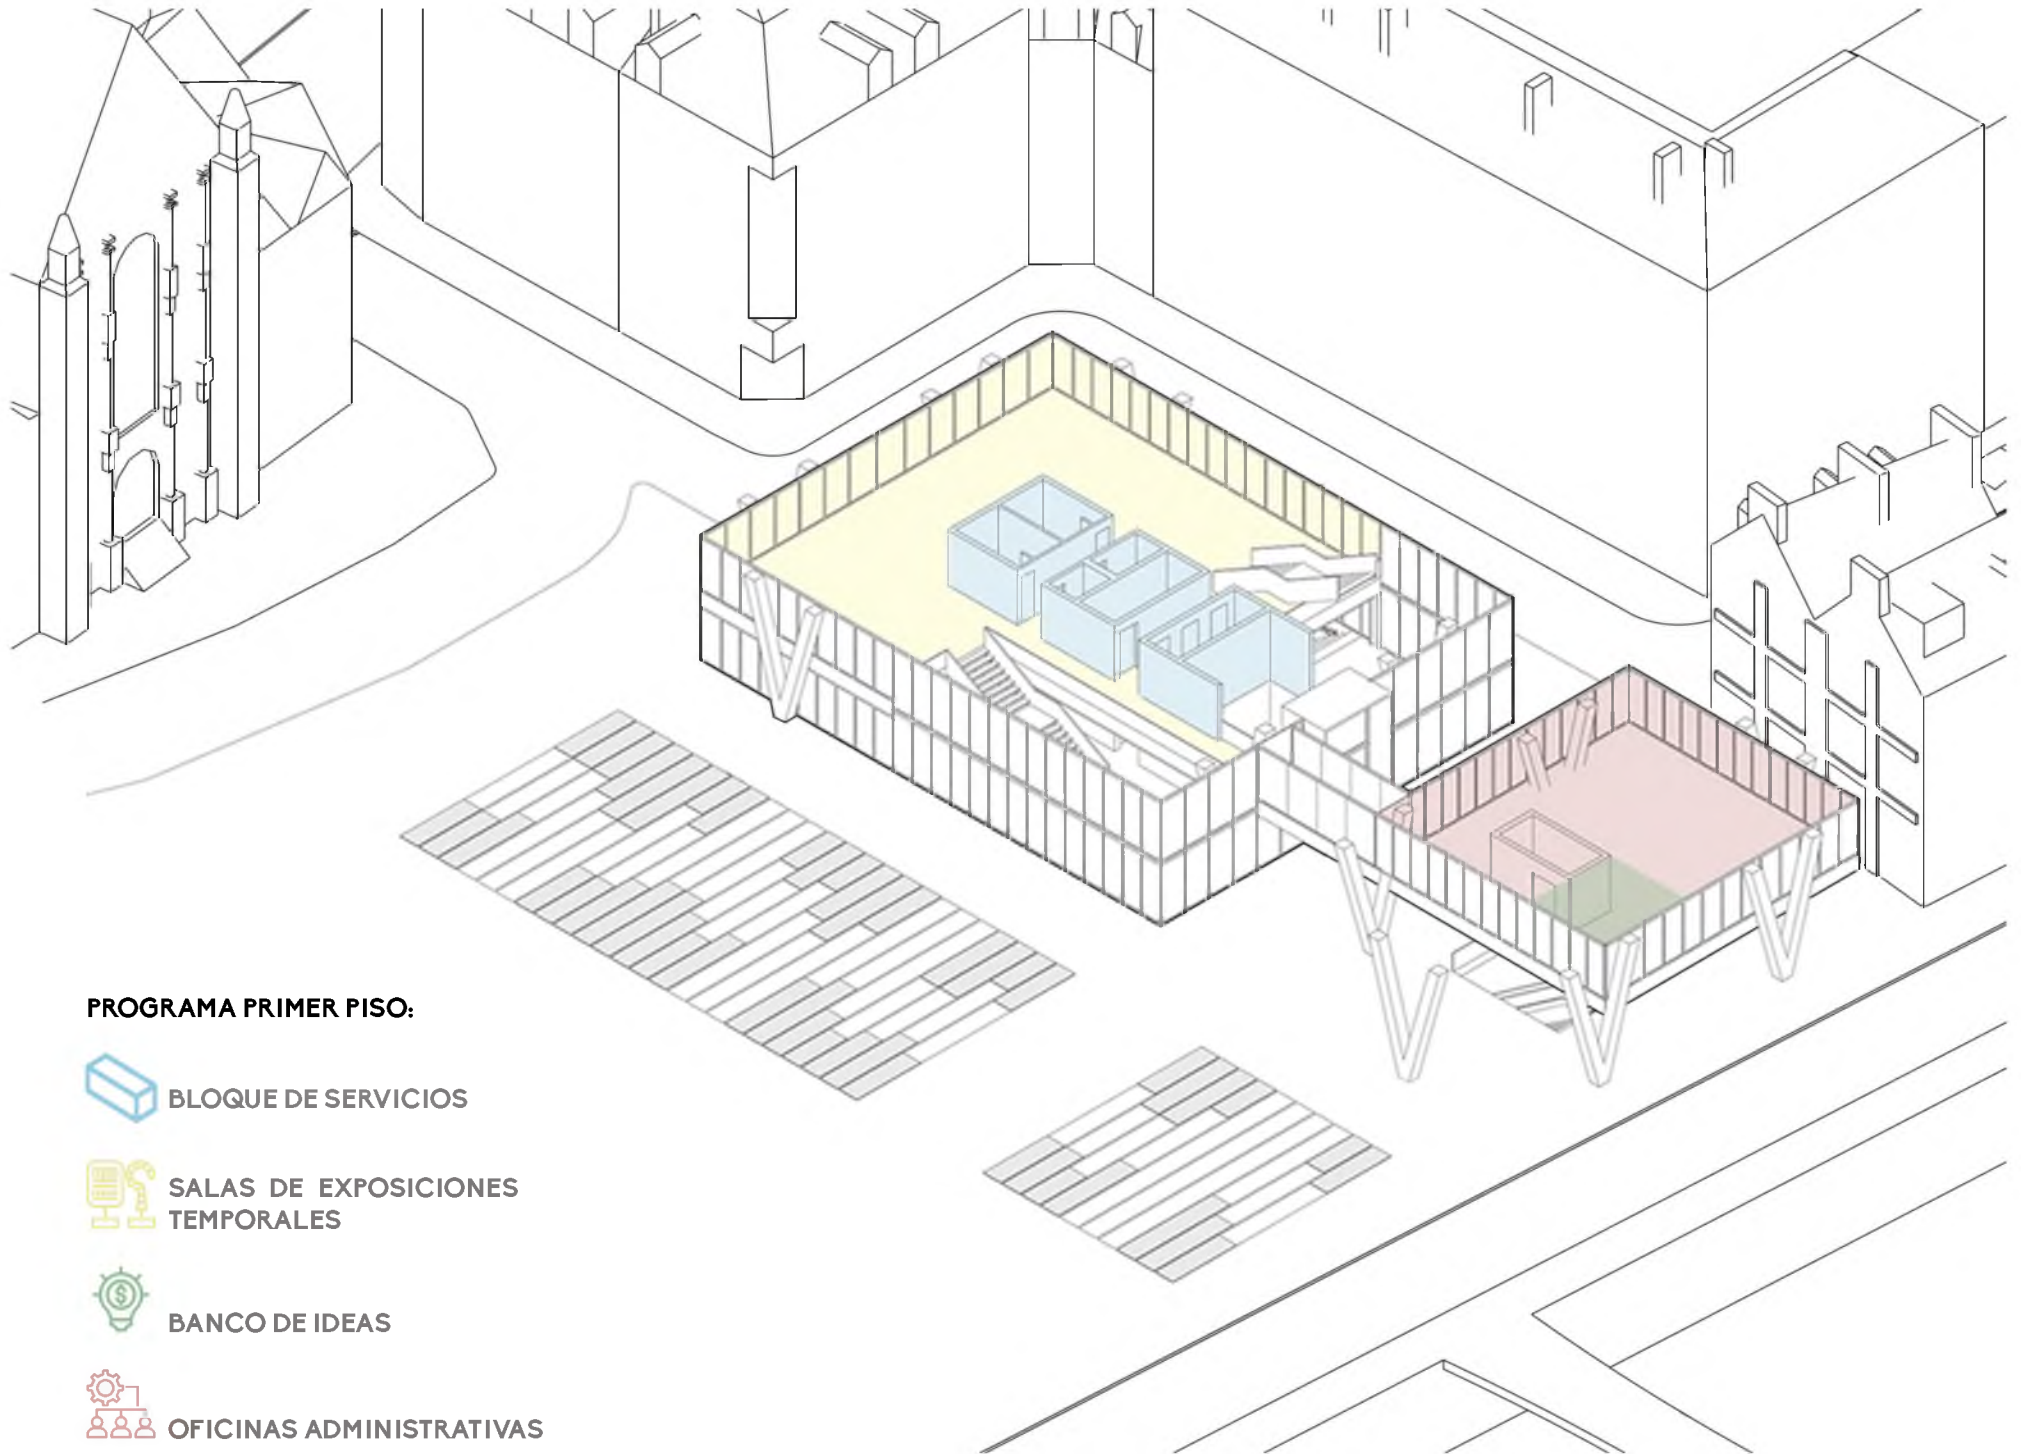 PROGRAMA PRIMER PISO:
BLOQUE DE SERVICIOS
SALAS DE EXPOSICIONES
TEMPORALES
$
BANCO DE IDEAS
OFICINAS ADMINISTRATIVAS